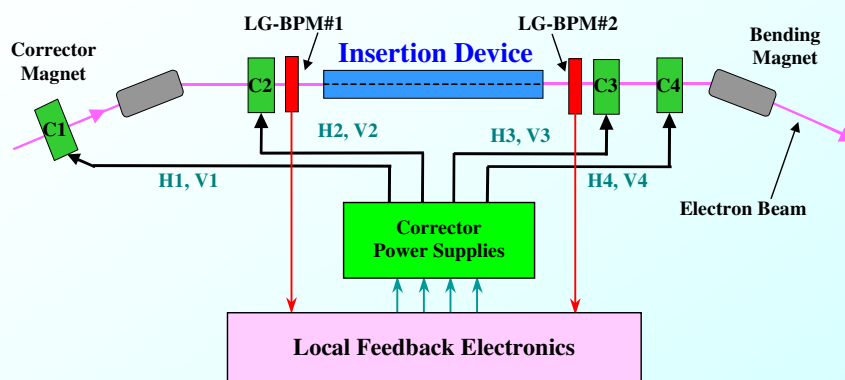 LG-BPM#1
LG-BPM#2
Corrector
Magnet
Insertion Device
Bending
Magnet
C1
C2
C3
C4
H2, V2
H3, V3
H1, V1
H4, V4
Electron Beam
Corrector
Power Supplies
Local Feedback Electronics